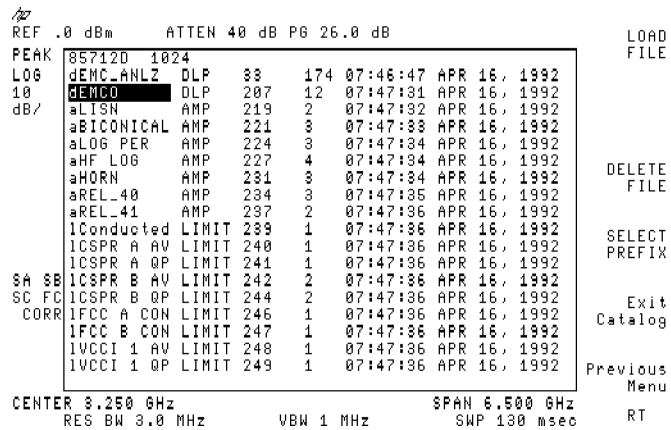 hp
REF .0 dBm ATTEN 40 dB PG 26.0 dB
PEAK
LOG
10
dB/
85712D 1024
dEMC_ANLZ DLP 33 174 07:46:47 APR 16, 1992
dEMCO DLP 207 12 07:47:31 APR 16, 1992
aLISN AMP 219 2 07:47:32 APR 16, 1992
aBICONICAL AMP 221 3 07:47:33 APR 16, 1992
aLOG PER AMP 224 3 07:47:34 APR 16, 1992
aHF LOG AMP 227 4 07:47:34 APR 16, 1992
aHORN AMP 231 3 07:47:34 APR 16, 1992
aREL_40 AMP 234 3 07:47:35 APR 16, 1992
aREL_41 AMP 237 2 07:47:36 APR 16, 1992
lConducted LIMIT 239 1 07:47:36 APR 16, 1992
lCSPR A AV LIMIT 240 1 07:47:36 APR 16, 1992
lCSPR A QP LIMIT 241 1 07:47:36 APR 16, 1992
lCSPR B AV LIMIT 242 2 07:47:36 APR 16, 1992
lCSPR B QP LIMIT 244 2 07:47:36 APR 16, 1992
lFCC A CON LIMIT 246 1 07:47:36 APR 16, 1992
lFCC B CON LIMIT 247 1 07:47:36 APR 16, 1992
lVCCI 1 AV LIMIT 248 1 07:47:36 APR 16, 1992
lVCCI 1 QP LIMIT 249 1 07:47:36 APR 16, 1992
SA SB
SC FC
CORR
CENTER 3.250 GHz SPAN 6.500 GHz
RES BW 3.0 MHz VBW 1 MHz SWP 130 msec
LOAD
FILE
DELETE
FILE
SELECT
PREFIX
Exit
Catalog
Previous
Menu
RT